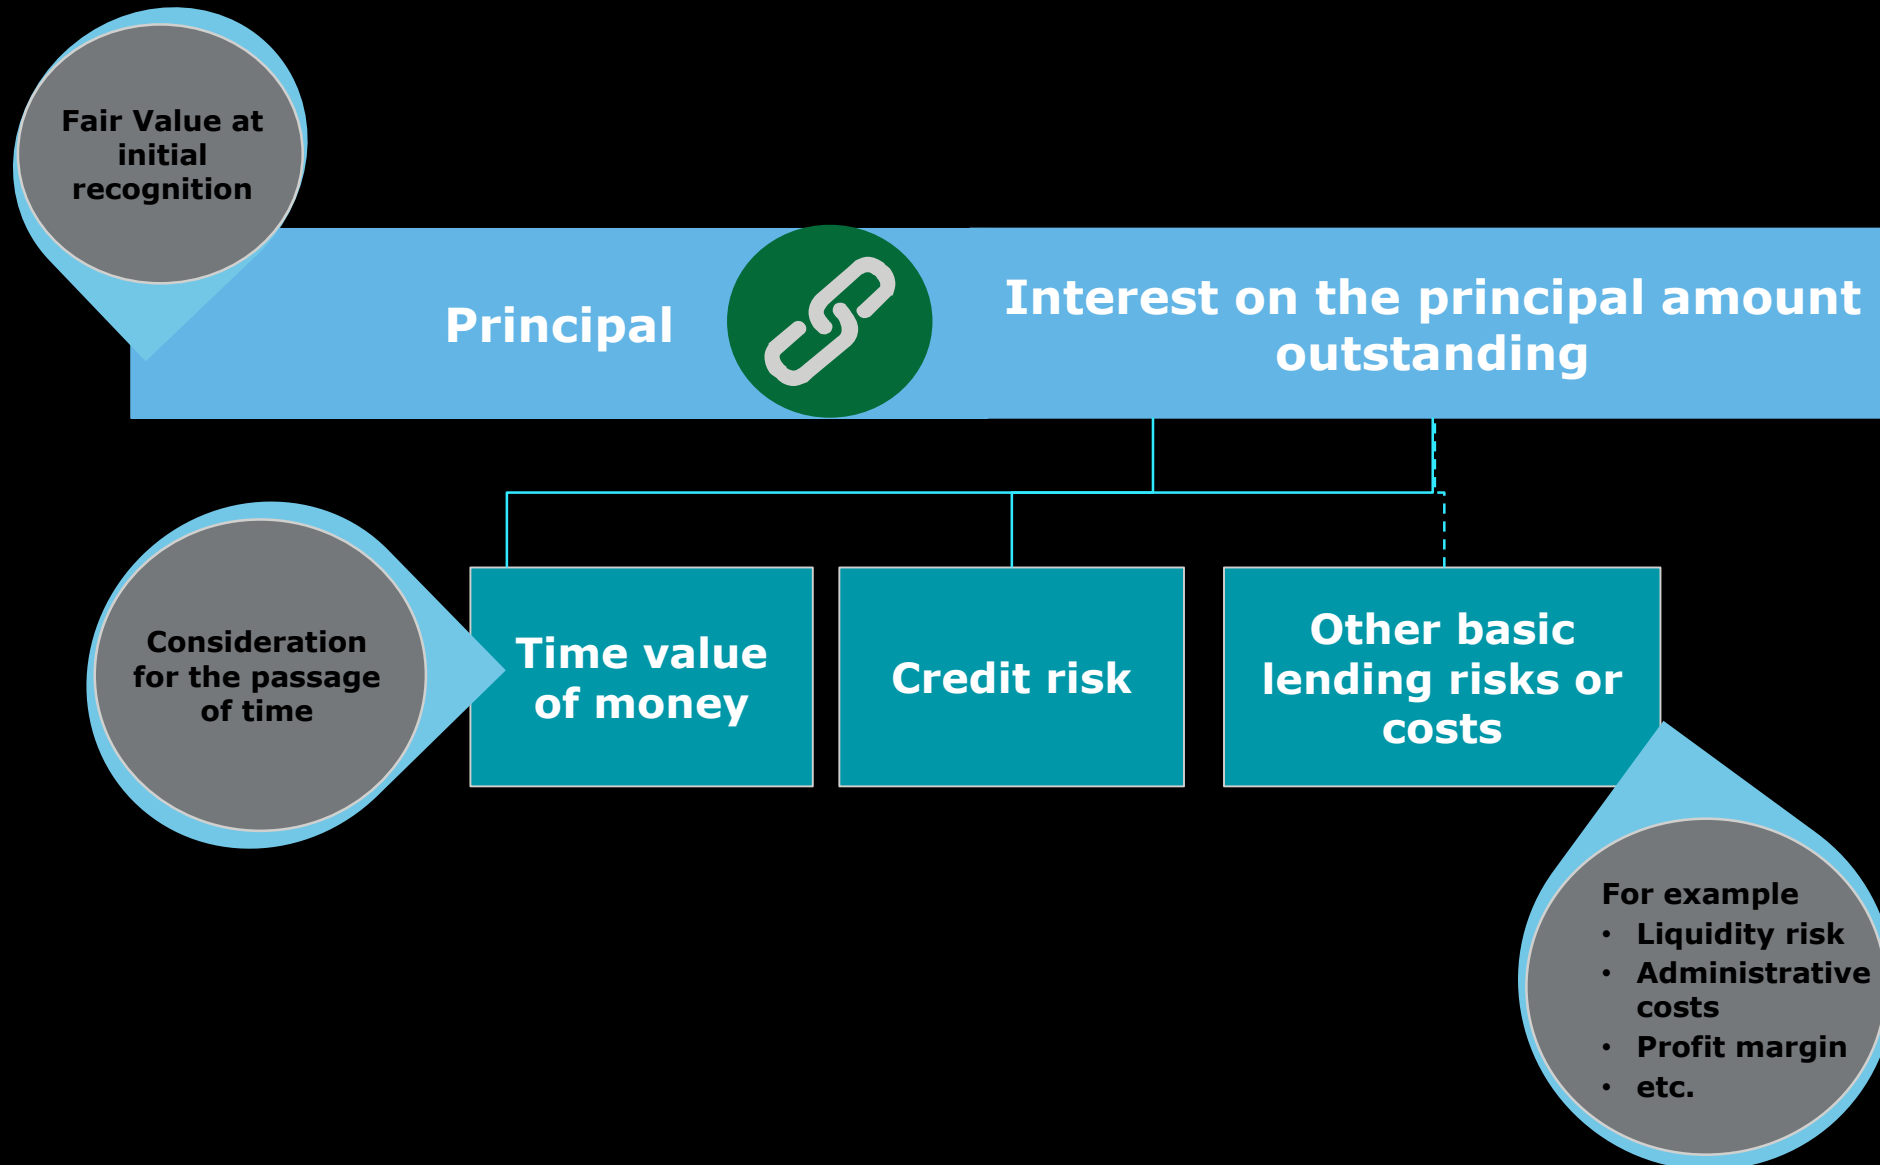 Fair Value at
initial
recognition
Principal
Interest on the principal amount
outstanding
Consideration
for the passage
of time
Time value
of money
Credit risk
Other basic
lending risks or
costs
For example
• Liquidity risk
• Administrative
costs
• Profit margin
• etc.